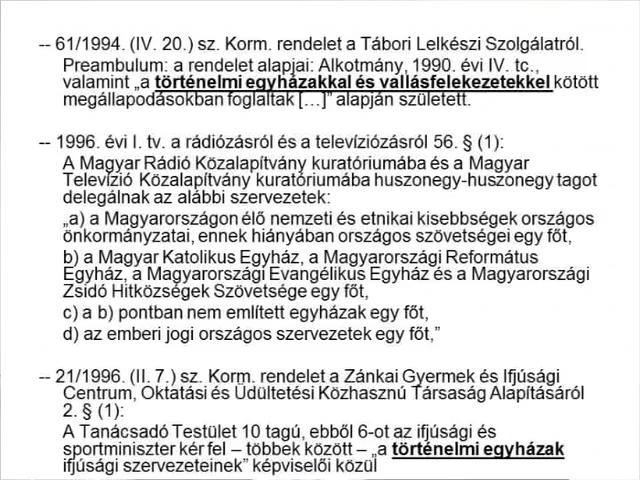 -- 61/1994. (IV. 20.) sz. Korm. rendelet a Tábori Lelkészi Szolgálatról.
Preambulum: a rendelet alapjai: Alkotmány, 1990. évi IV. tc.,
valamint „a történelmi egyházakkal és vallásfelekezetekkel kötött
megállapodásokban foglaltak […]” alapján született.
-- 1996. évi I. tv. a rádiózásról és a televíziózásról 56. § (1):
A Magyar Rádió Közalapítvány kuratóriumába és a Magyar
Televízió Közalapítvány kuratóriumába huszonegy-huszonegy tagot
delegálnak az alábbi szervezetek:
„a) a Magyarországon élő nemzeti és etnikai kisebbségek országos
önkormányzatai, ennek hiányában országos szövetségei egy főt,
b) a Magyar Katolikus Egyház, a Magyarországi Református
Egyház, a Magyarországi Evangélikus Egyház és a Magyarországi
Zsidó Hitközségek Szövetsége egy főt,
c) a b) pontban nem említett egyházak egy főt,
d) az emberi jogi országos szervezetek egy főt,”
-- 21/1996. (II. 7.) sz. Korm. rendelet a Zánkai Gyermek és Ifjúsági
Centrum, Oktatási és Üdültetési Közhasznú Társaság Alapításáról
2. § (1):
A Tanácsadó Testület 10 tagú, ebből 6-ot az ifjúsági és
sportminiszter kér fel – többek között – „a történelmi egyházak
ifjúsági szervezeteinek” képviselői közül